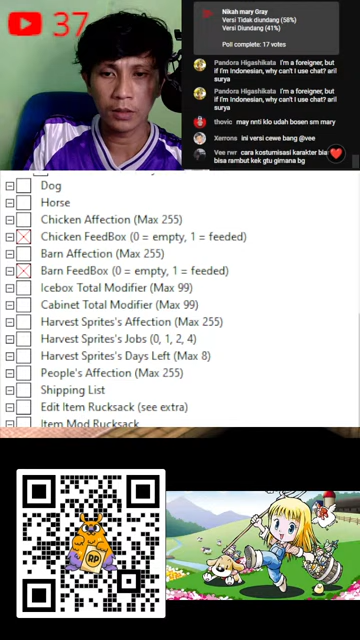 37
Nikah mary Gray
Versi Tidak diundang (58%)
Versi Diundang (41%)
Poll complete: 17 votes
Pandora Higashikata I'm a foreigner, but
if I'm Indonesian, why can't I use chat? aril
surya
Pandora Higashikata I'm a foreigner, but
if I'm Indonesian, why can't I use chat? aril
surya
thovic may nnti klo udah bosen sm mary
Xerrons ini versi cewe bang @vee
Vee rwr cara kostumisasi karakter bia
bisa rambut kek gtu gimana bg
Dog
Horse
Chicken Affection (Max 255)
Chicken FeedBox (0 = empty, 1 = feeded)
Barn Affection (Max 255)
Barn FeedBox (0 = empty, 1 = feeded)
Icebox Total Modifier (Max 99)
Cabinet Total Modifier (Max 99)
Harvest Sprites's Affection (Max 255)
Harvest Sprites's Jobs (0, 1, 2, 4)
Harvest Sprites's Days Left (Max 8)
People's Affection (Max 255)
Shipping List
Edit Item Rucksack (see extra)
Item Mod Rucksack
RP